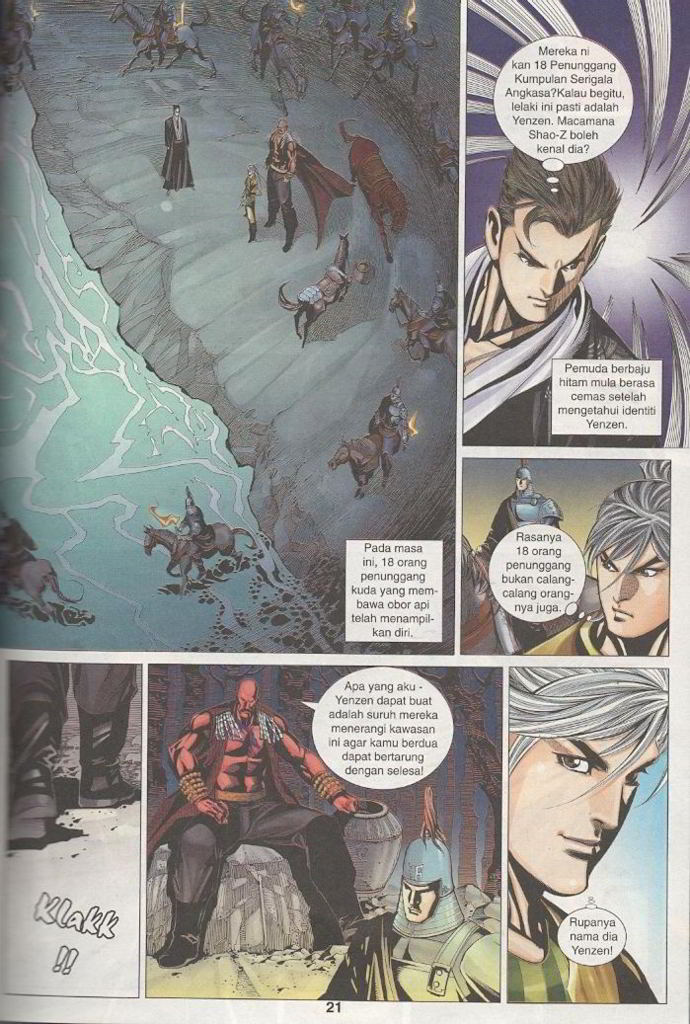 Pada masa
ini, 18 orang
penunggang
kuda yang mem-
bawa obor api
telah menampil-
kan diri.
Mereka ni
kan 18 Penunggang
Kumpulan Serigala
Angkasa?Kalau begitu,
lelaki ini pasti adalah
Yenzen. Macamana
Shao-Z boleh
kenal dia?
Pemuda berbaju
hitam mula berasa
cemas setelah
mengetahui identiti
Yenzen.
Rasanya
18 orang
penunggang
bukan calang-
calang orang-
nya juga.
KLAKK
!!
Apa yang aku -
Yenzen dapat buat
adalah suruh mereka
menerangi kawasan
ini agar kamu berdua
dapat bertarung
dengan selesa!
Rupanya
nama dia
Yenzen!
21